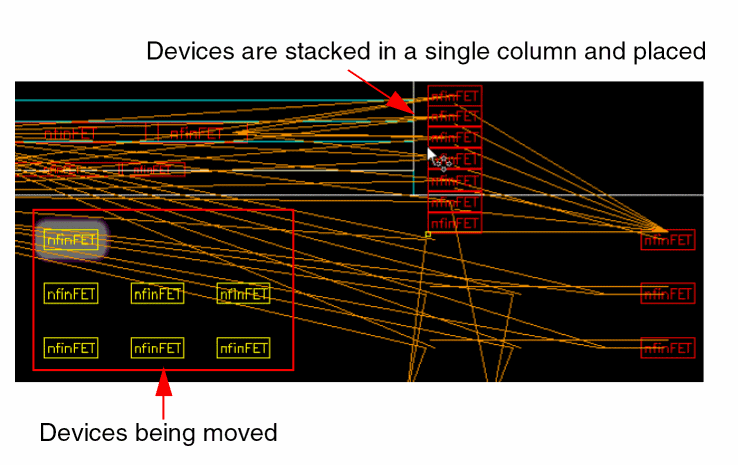 Devices are stacked in a single column and placed
nfinFET
nfinFET nfinFET nfinFET
nfinFET
nfinFET
nfinFET nfinFET nfinFET
nfinFET
nfinFET
nfinFET nfinFET
nfinFET nfinFET nfinFET nfinFET
nfinFET nfinFET nfinFET nfinFET
Devices being moved